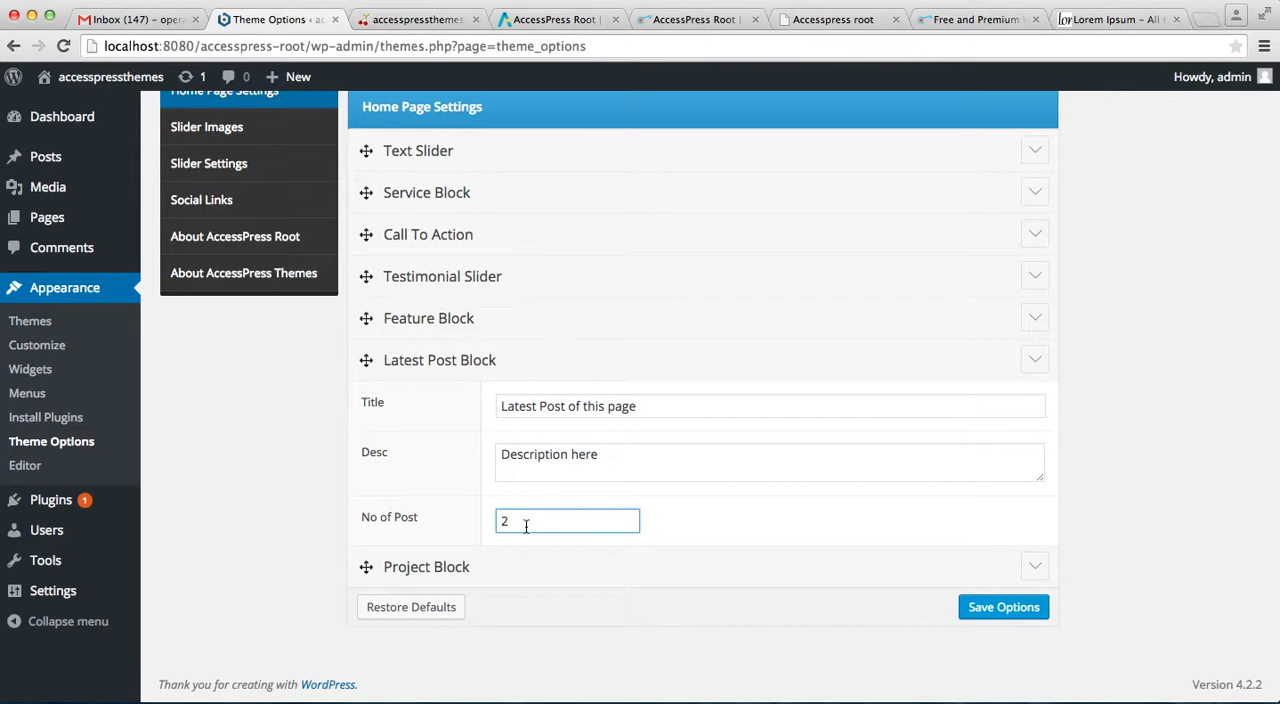 Inbox (147) - opera
Theme Options ‹ a
accesspressthemes
AccessPress Root |
AccessPress Root |
Accesspress root
Free and Premium
lor Lorem Ipsum – All
localhost:8080/accesspress-root/wp-admin/themes.php?page=theme_options
accesspressthemes 1 0 New Howdy, admin
Dashboard
Posts
Media
Pages
Comments
Appearance
Themes
Customize
Widgets
Menus
Install Plugins
Theme Options
Editor
Plugins 1
Users
Tools
Settings
Collapse menu
Home Page Settings
Slider Images
Slider Settings
Social Links
About AccessPress Root
About AccessPress Themes
Home Page Settings
Text Slider
Service Block
Call To Action
Testimonial Slider
Feature Block
Latest Post Block
Title Latest Post of this page
Desc Description here
No of Post 2
Project Block
Restore Defaults Save Options
Thank you for creating with WordPress. Version 4.2.2